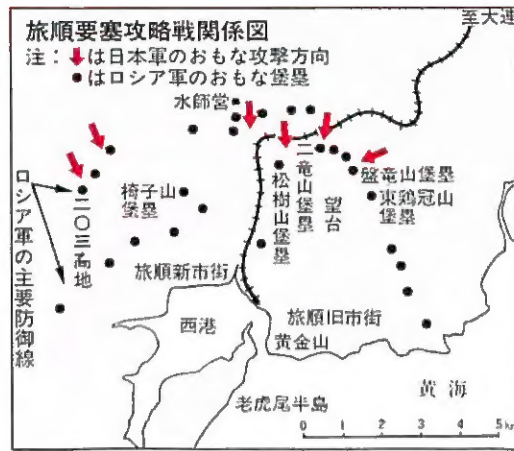 旅順要塞攻略戦関係図
注：↓は日本軍のおもな攻撃方向
●はロシア軍のおもな堡塁
至大連
水師営
盤竜山堡塁
東鶏冠山
堡塁
望台
二竜山堡塁
松樹山堡塁
椅子山
堡塁
二〇三高地
ロシア軍の主要防御線
旅順新市街
旅順旧市街
西港
黄金山
黄海
老虎尾半島
0 1 2 3 4 5km